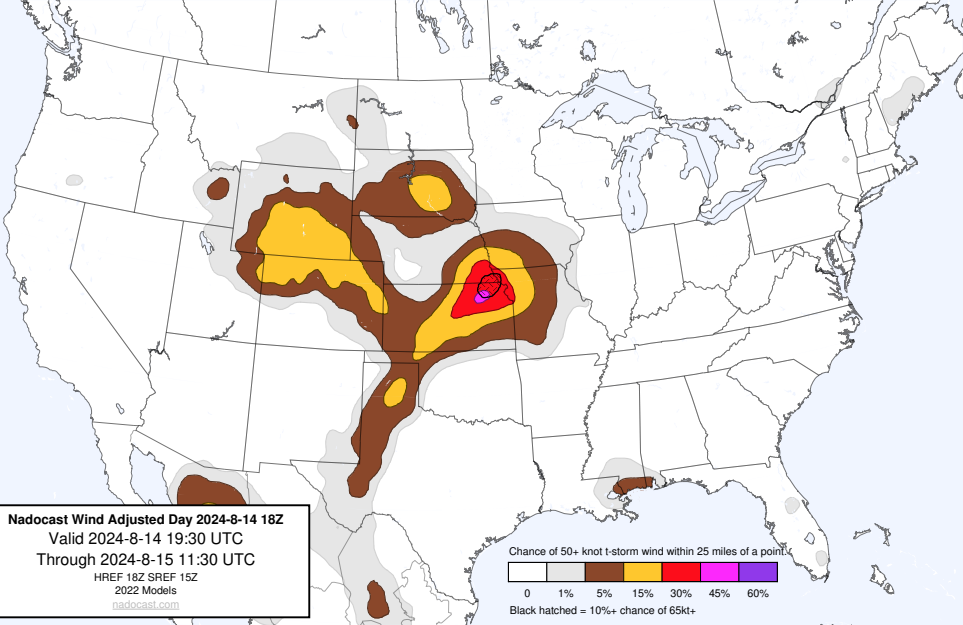 Nadocast Wind Adjusted Day 2024-8-14 18Z
Valid 2024-8-14 19:30 UTC
Through 2024-8-15 11:30 UTC
HREF 18Z SREF 15Z
2022 Models
nadocast.com
Chance of 50+ knot t-storm wind within 25 miles of a point.
0 1% 5% 15% 30% 45% 60%
Black hatched = 10%+ chance of 65kt+